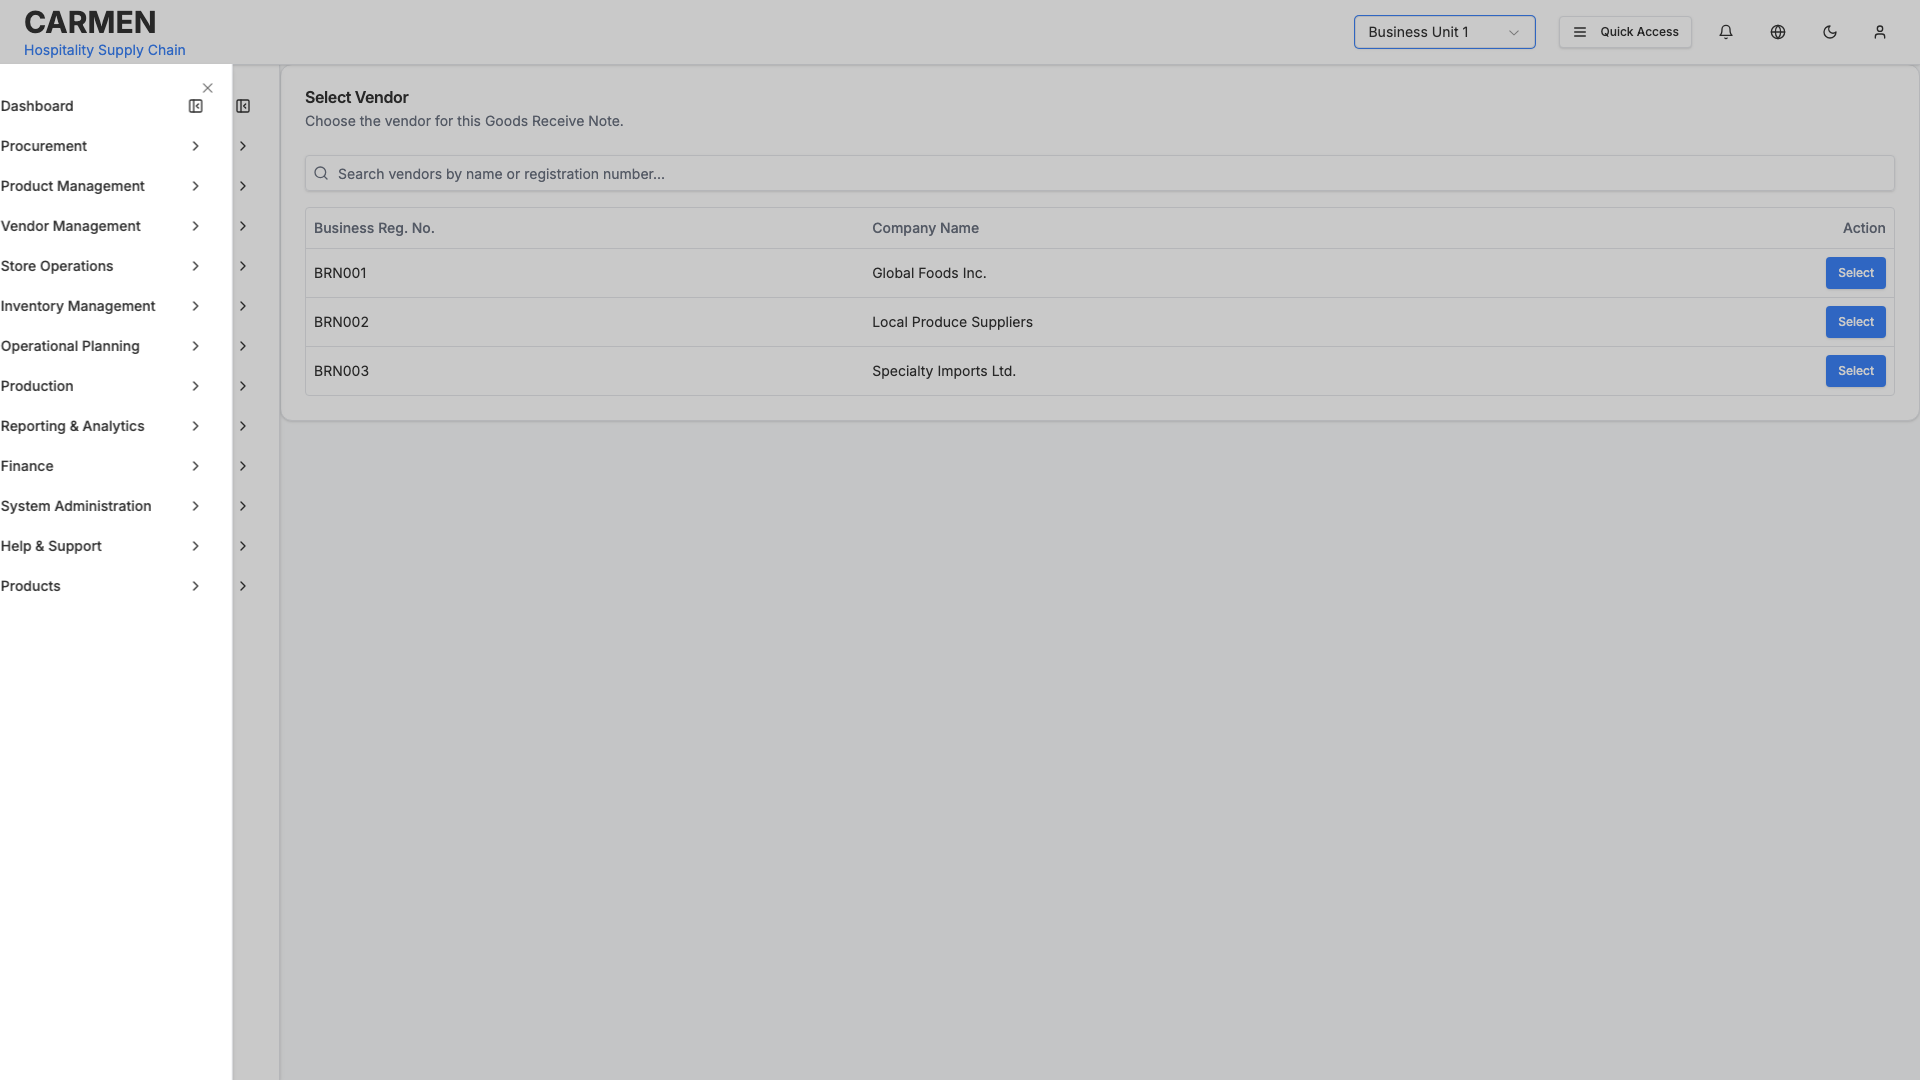 CARMEN
Hospitality Supply Chain
Business Unit 1
Quick Access
Dashboard
Procurement
Product Management
Vendor Management
Store Operations
Inventory Management
Operational Planning
Production
Reporting & Analytics
Finance
System Administration
Help & Support
Products
Select Vendor
Choose the vendor for this Goods Receive Note.
Search vendors by name or registration number...
Business Reg. No. Company Name Action
BRN001 Global Foods Inc. Select
BRN002 Local Produce Suppliers Select
BRN003 Specialty Imports Ltd. Select